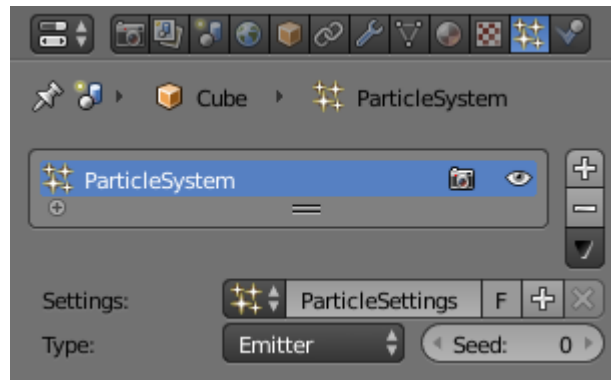 Cube ParticleSystem
ParticleSystem
Settings: ParticleSettings F
Type: Emitter Seed: 0